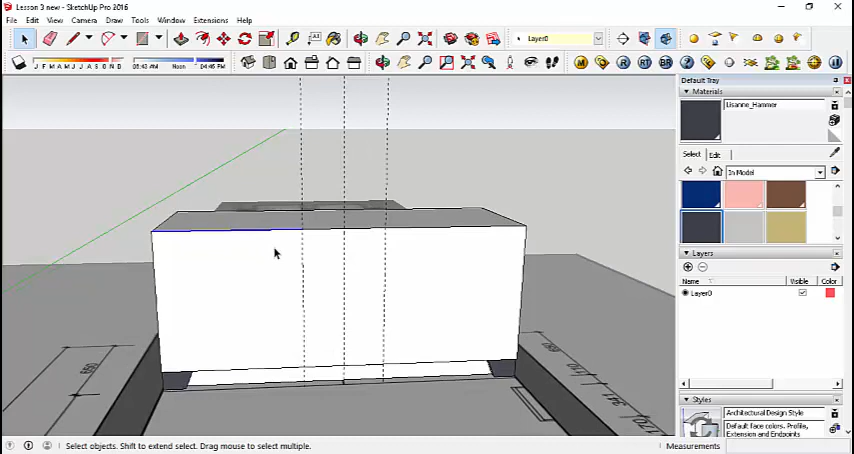 Lesson 3 new - SketchUp Pro 2016
File Edit View Camera Draw Tools Window Extensions Help
Layer0
J F M A M J J A S O N D 06:43 AM Noon 04:46 PM
M R RT BR
Default Tray
Materials
Lisanne_Hammer
Select Edit
In Model
Layers
Name Visible Color
Layer0
Styles
Architectural Design Style
Default face colors. Profile,
Extension and Endpoints
Select objects. Shift to extend select. Drag mouse to select multiple.
Measurements